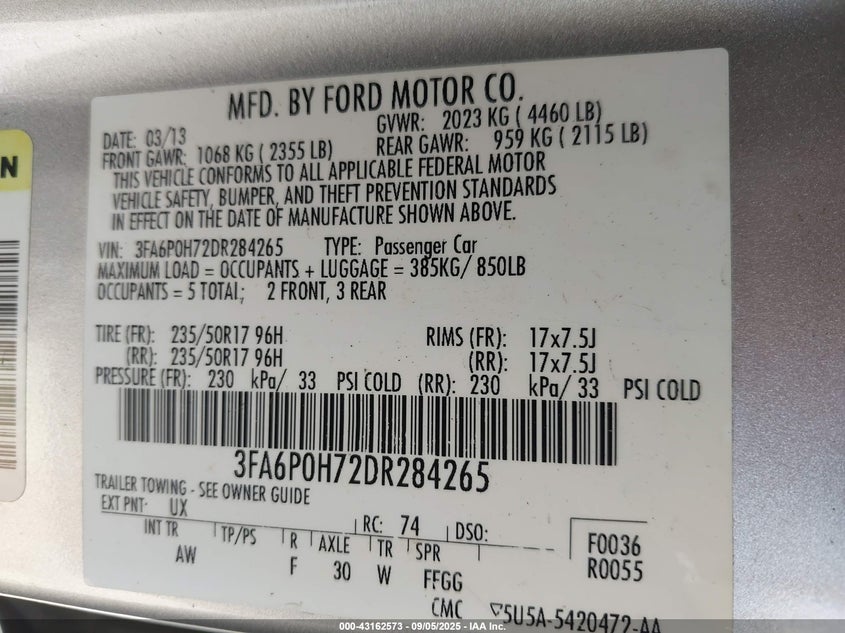 MFD. BY FORD MOTOR CO.
DATE: 03/13 GVWR: 2023 KG ( 4460 LB)
FRONT GAWR: 1068 KG ( 2355 LB) REAR GAWR: 959 KG ( 2115 LB)
THIS VEHICLE CONFORMS TO ALL APPLICABLE FEDERAL MOTOR
VEHICLE SAFETY, BUMPER, AND THEFT PREVENTION STANDARDS
IN EFFECT ON THE DATE OF MANUFACTURE SHOWN ABOVE.
VIN: 3FA6P0H72DR284265 TYPE: Passenger Car
MAXIMUM LOAD = OCCUPANTS + LUGGAGE = 385KG/ 850LB
OCCUPANTS = 5 TOTAL; 2 FRONT, 3 REAR
TIRE (FR): 235/50R17 96H RIMS (FR): 17x7.5J
(RR): 235/50R17 96H (RR): 17x7.5J
PRESSURE (FR): 230 kPa/ 33 PSI COLD (RR): 230 kPa/ 33 PSI COLD
3FA6P0H72DR284265
TRAILER TOWING - SEE OWNER GUIDE
EXT PNT: UX RC: 74 DSO: F0036
INT TR TP/PS R AXLE TR SPR R0055
AW F 30 W FFGG
CMC 5U5A-5420472-AA
N
000-43162573 - 09/05/2025 - IAA Inc.